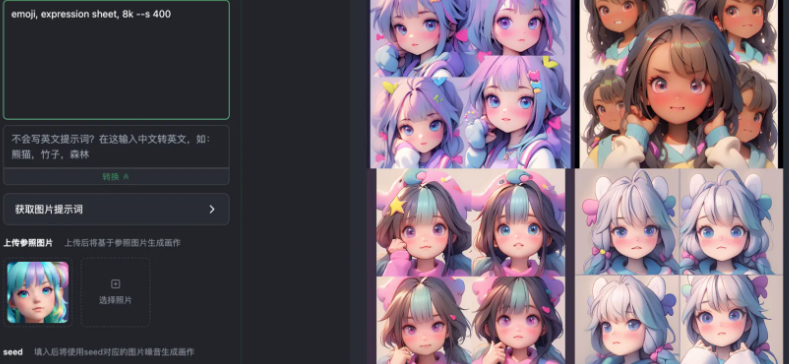 emoji, expression sheet, 8k --s 400
不会写英文提示词？在这输入中文转英文，如：
熊猫，竹子，森林
转换
获取图片提示词
上传参照图片 上传后将基于参照图片生成画作
选择照片
seed 填入后将使用seed对应的图片噪音生成画作